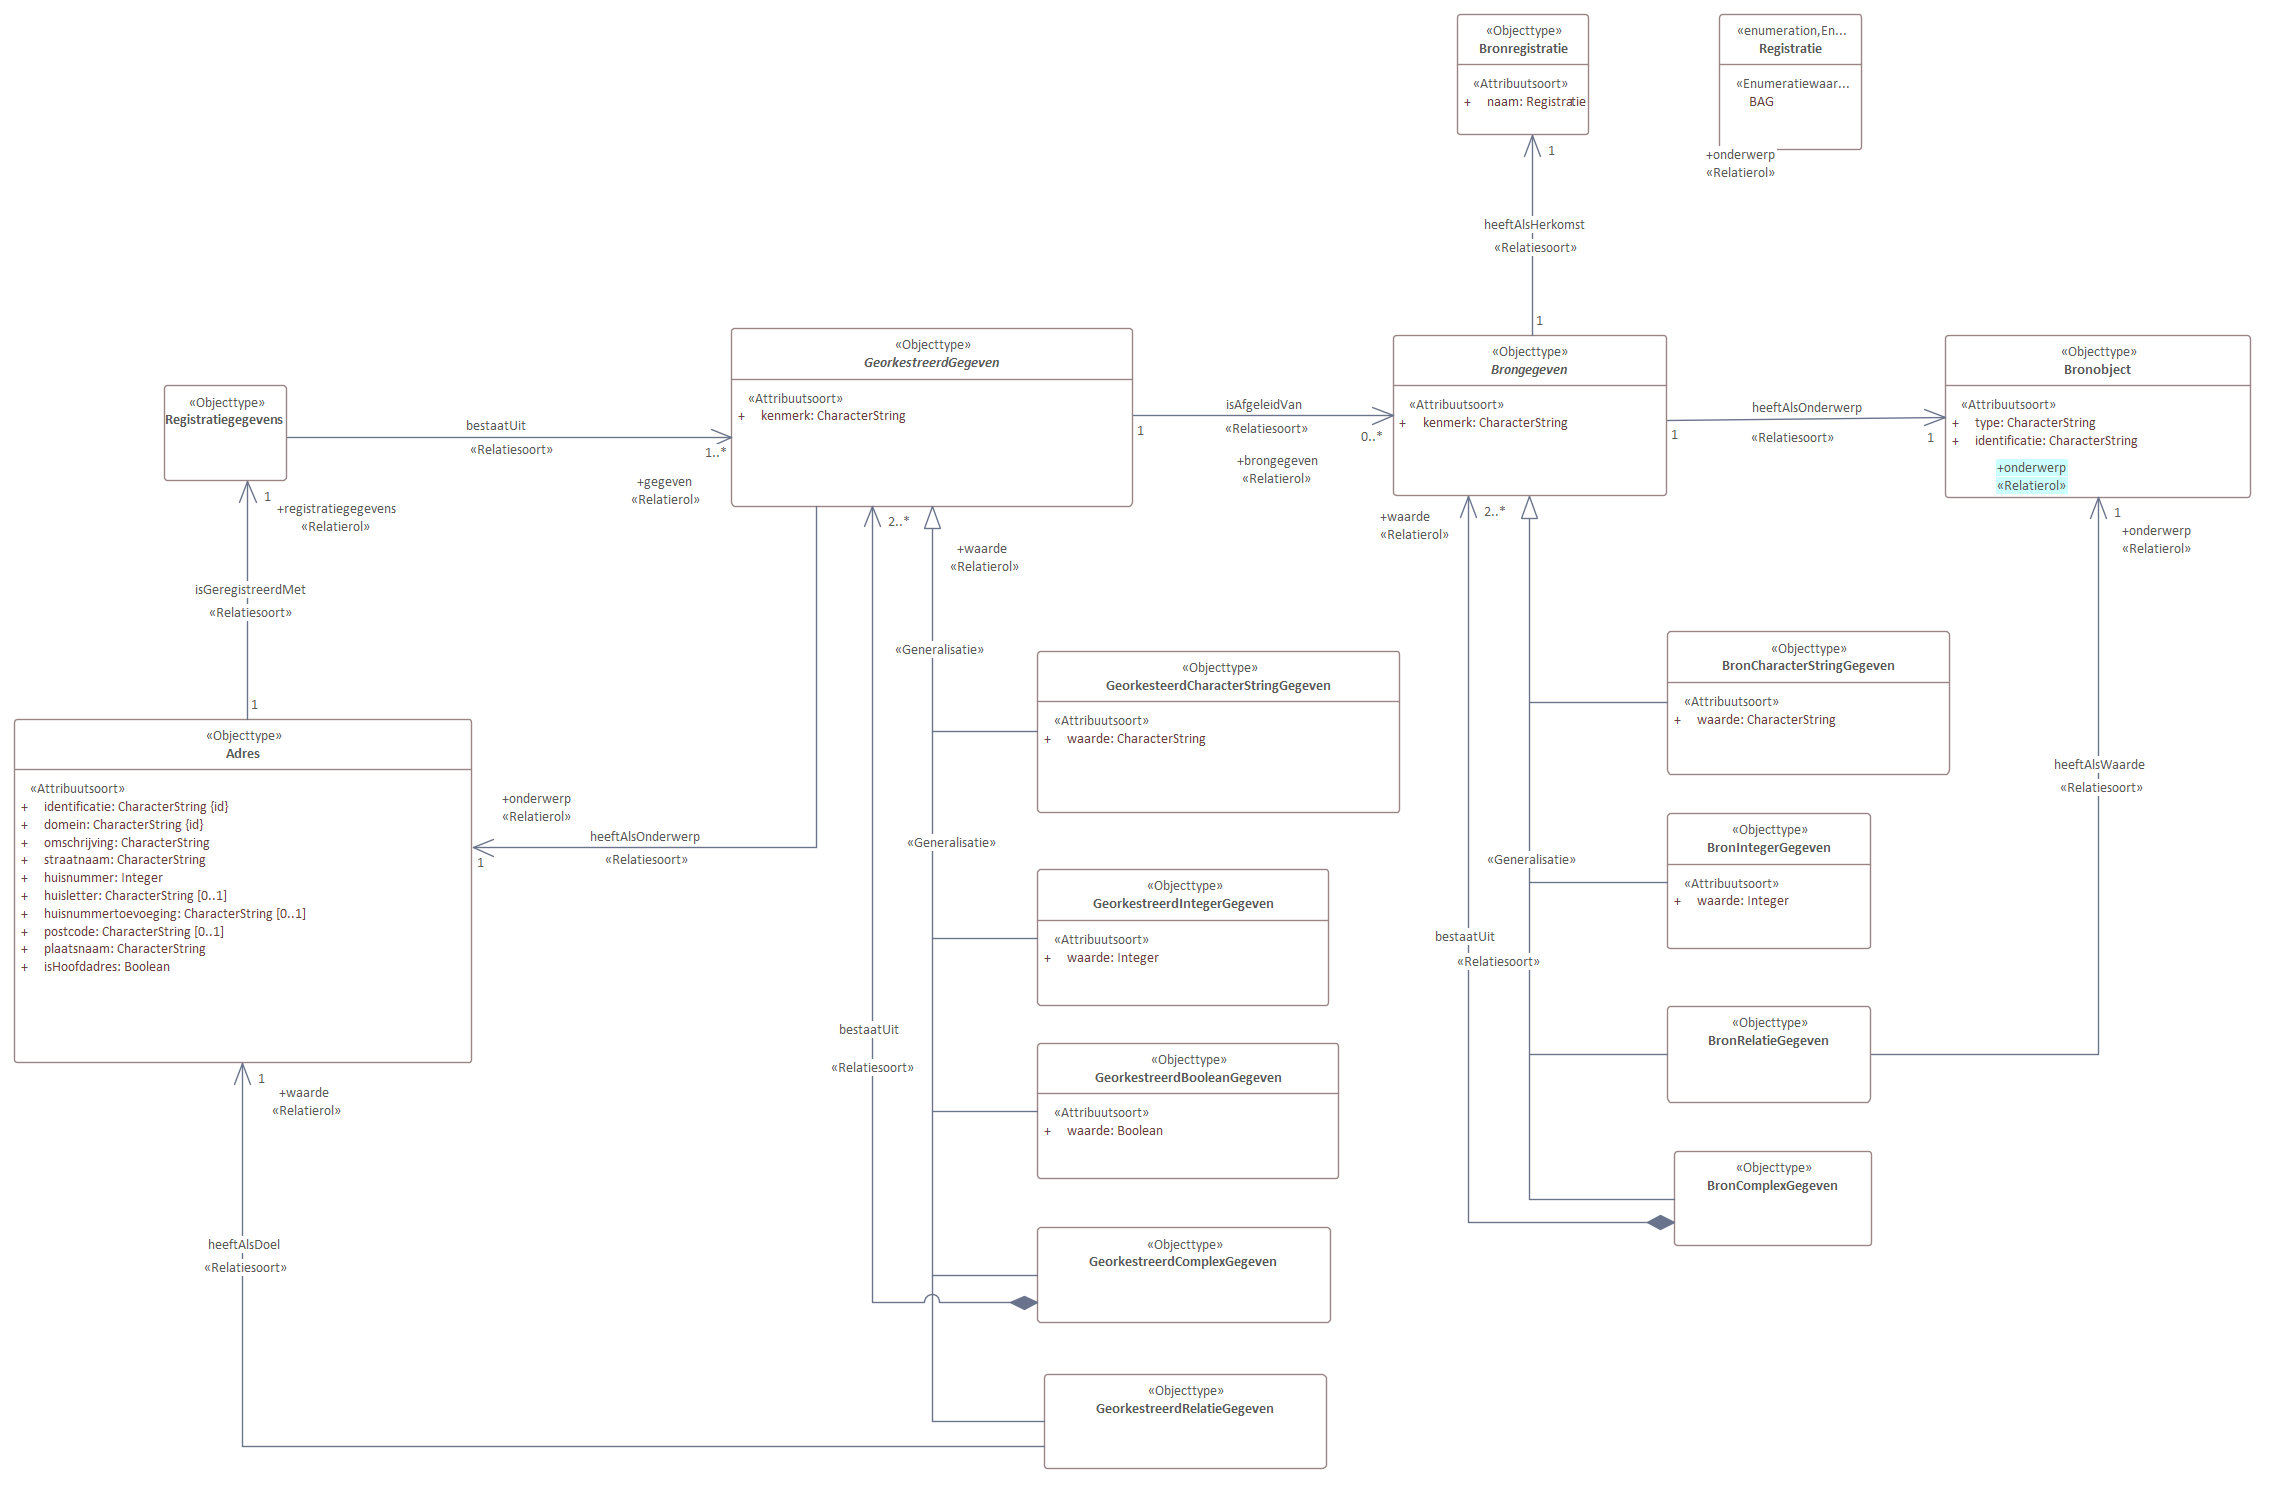 «Objecttype»
Bronregistratie
«Attribuutsoort»
+ naam: Registratie
«enumeration,En...
Registratie
«Enumeratiewaar...
BAG
+onderwerp
«Relatierol»
1
heeftAlsHerkomst
«Relatiesoort»
1
«Objecttype»
GeorkestreerdGegeven
«Attribuutsoort»
+ kenmerk: CharacterString
«Objecttype»
Brongegeven
«Attribuutsoort»
+ kenmerk: CharacterString
«Objecttype»
Bronobject
«Attribuutsoort»
+ type: CharacterString
+ identificatie: CharacterString
+onderwerp
«Relatierol»
«Objecttype»
Registratiegegevens
bestaatUit
«Relatiesoort»
1..*
+gegeven
«Relatierol»
isAfgeleidVan
«Relatiesoort»
1
0..*
+brongegeven
«Relatierol»
heeftAlsOnderwerp
«Relatiesoort»
1
1
1
+registratiegegevens
«Relatierol»
isGeregistreerdMet
«Relatiesoort»
1
2..*
+waarde
«Relatierol»
+waarde
«Relatierol»
2..*
1
+onderwerp
«Relatierol»
«Generalisatie»
«Objecttype»
GeorkesteerdCharacterStringGegeven
«Attribuutsoort»
+ waarde: CharacterString
«Objecttype»
BronCharacterStringGegeven
«Attribuutsoort»
+ waarde: CharacterString
«Objecttype»
Adres
«Attribuutsoort»
+ identificatie: CharacterString {id}
+ domein: CharacterString {id}
+ omschrijving: CharacterString
+ straatnaam: CharacterString
+ huisnummer: Integer
+ huisletter: CharacterString [0..1]
+ huisnummertoevoeging: CharacterString [0..1]
+ postcode: CharacterString [0..1]
+ plaatsnaam: CharacterString
+ isHoofdadres: Boolean
+onderwerp
«Relatierol»
heeftAlsOnderwerp
«Relatiesoort»
1
«Generalisatie»
heeftAlsWaarde
«Relatiesoort»
«Objecttype»
BronIntegerGegeven
«Attribuutsoort»
+ waarde: Integer
«Generalisatie»
«Objecttype»
GeorkestreerdIntegerGegeven
«Attribuutsoort»
+ waarde: Integer
bestaatUit
«Relatiesoort»
bestaatUit
«Relatiesoort»
«Objecttype»
BronRelatieGegeven
«Objecttype»
GeorkestreerdBooleanGegeven
«Attribuutsoort»
+ waarde: Boolean
1
+waarde
«Relatierol»
«Objecttype»
BronComplexGegeven
heeftAlsDoel
«Relatiesoort»
«Objecttype»
GeorkestreerdComplexGegeven
«Objecttype»
GeorkestreerdRelatieGegeven